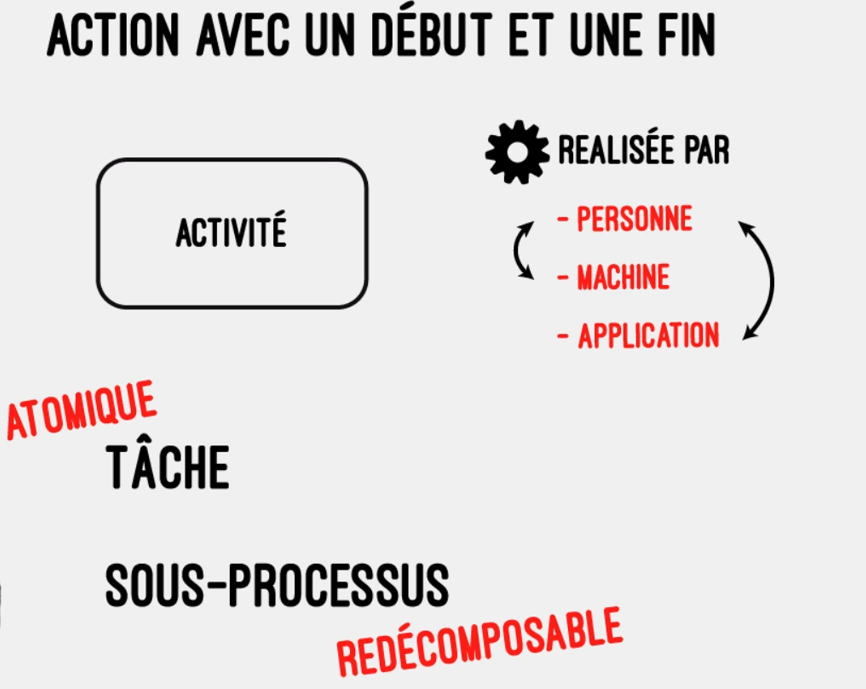 ACTION AVEC UN DÉBUT ET UNE FIN
ACTIVITÉ
REALISÉE PAR
- PERSONNE
- MACHINE
- APPLICATION
ATOMIQUE
TÂCHE
SOUS-PROCESSUS
REDÉCOMPOSABLE